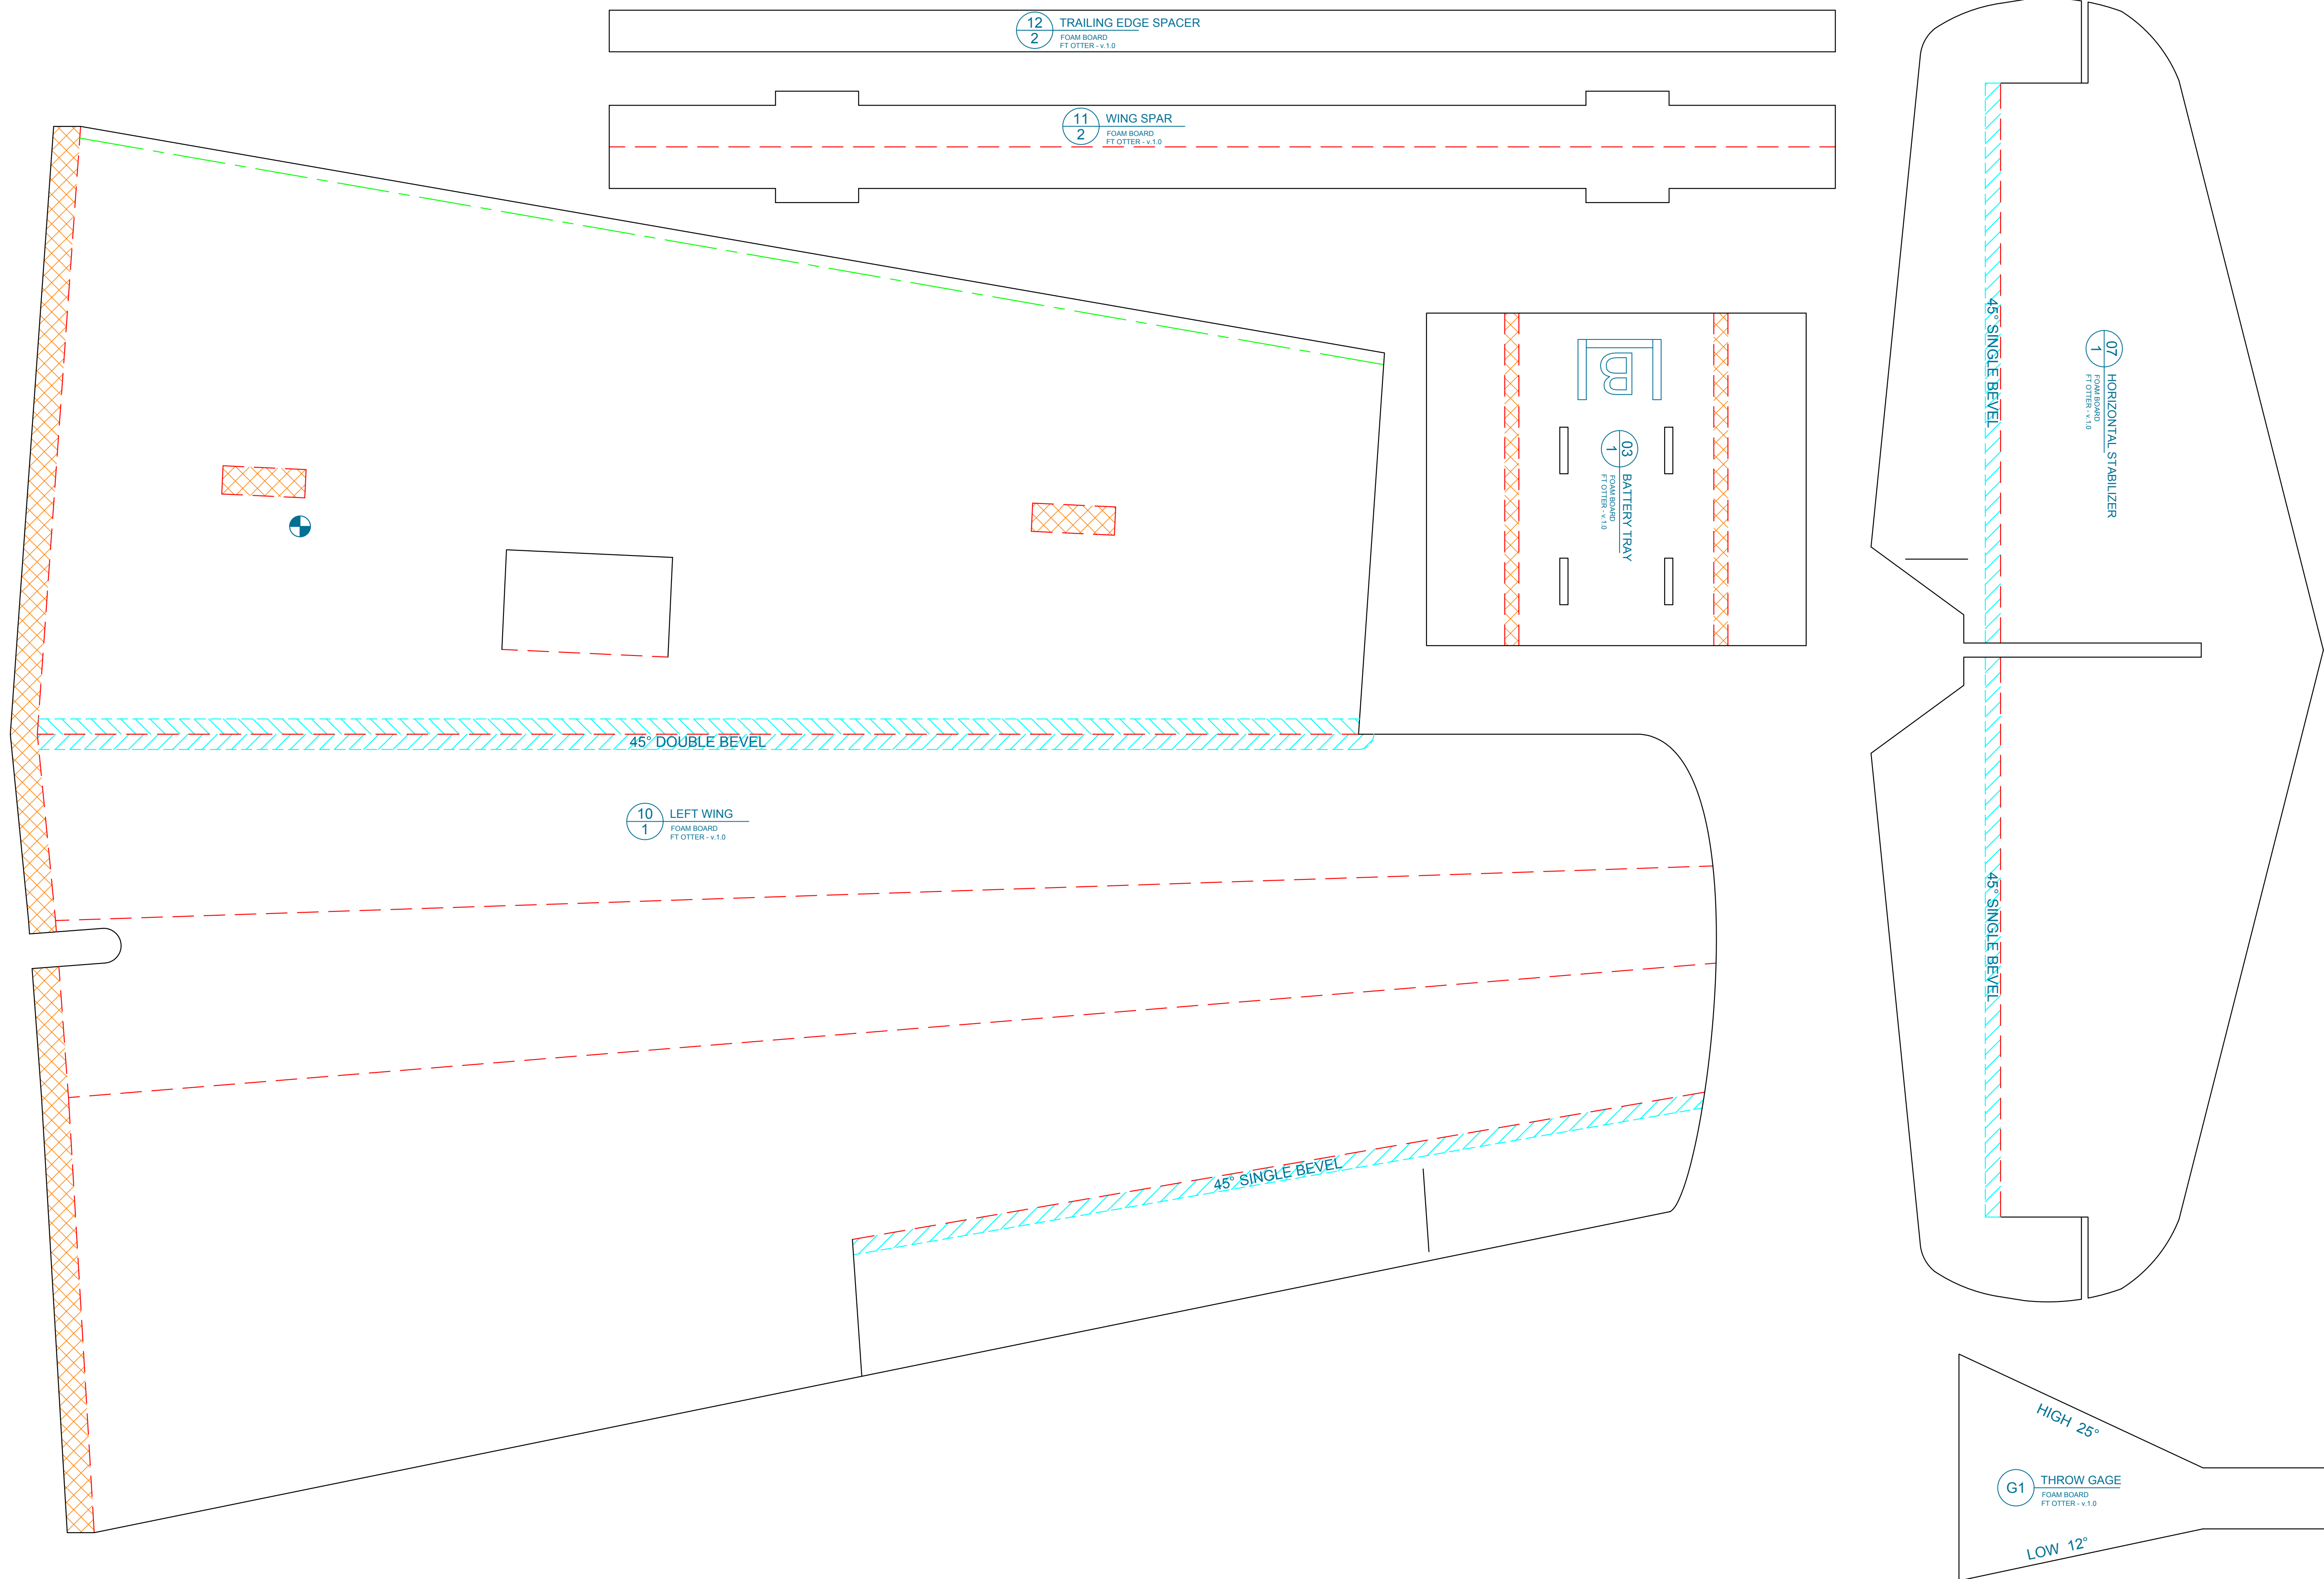 12
2
TRAILING EDGE SPACER
FOAM BOARD
FT OTTER - v.1.0
11
2
WING SPAR
FOAM BOARD
FT OTTER - v.1.0
B
03
1
BATTERY TRAY
FOAM BOARD
FT OTTER - v.1.0
45° SINGLE BEVEL
07
1
HORIZONTAL STABILIZER
FOAM BOARD
FT OTTER - v.1.0
45° DOUBLE BEVEL
10
1
LEFT WING
FOAM BOARD
FT OTTER - v.1.0
45° SINGLE BEVEL
45° SINGLE BEVEL
HIGH 25°
G1
THROW GAGE
FOAM BOARD
FT OTTER - v.1.0
LOW 12°